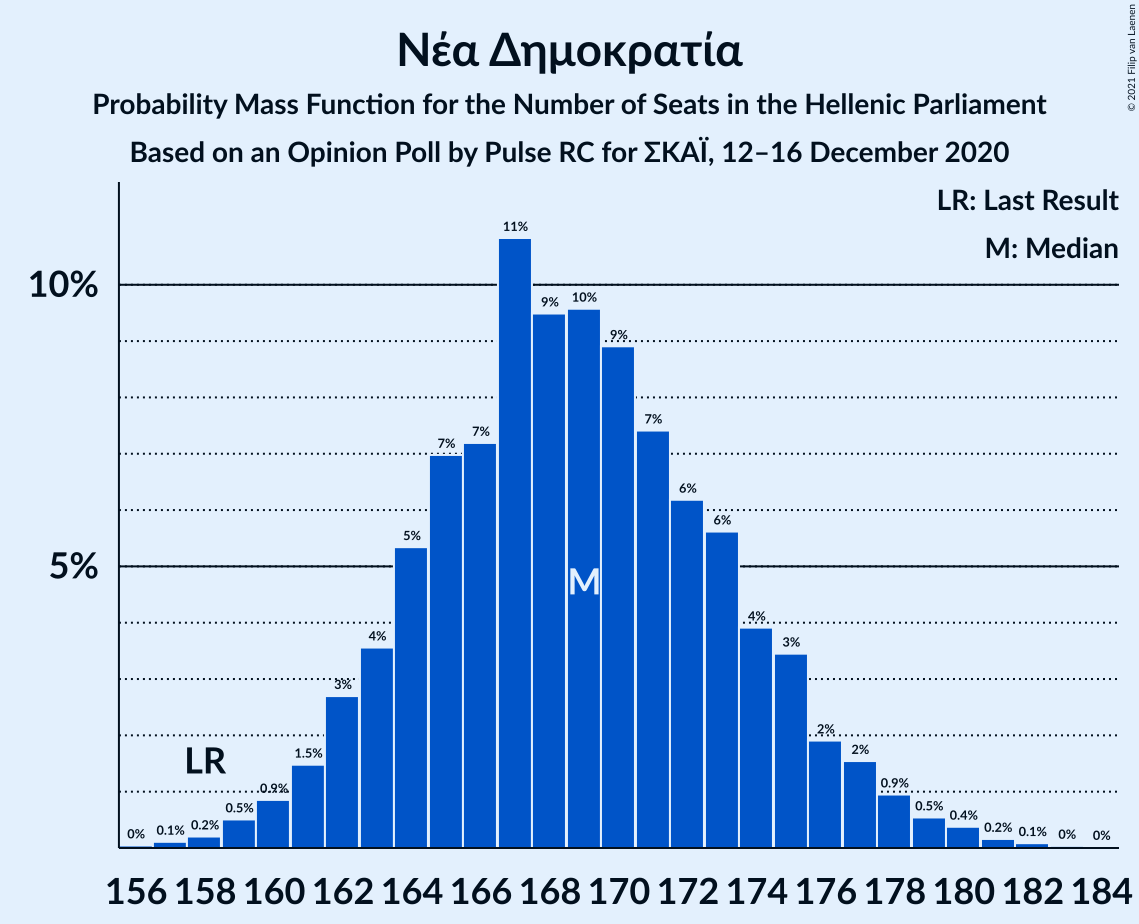 Νέα Δημοκρατία
Probability Mass Function for the Number of Seats in the Hellenic Parliament
Based on an Opinion Poll by Pulse RC for ΣΚΑΪ, 12–16 December 2020
© 2021 Filip van Laenen
LR: Last Result
M: Median
10%
5%
0% 0.1% 0.2% 0.5% 0.9% 1.5% 3% 4% 5% 7% 7% 11% 9% 10% 9% 7% 6% 6% 4% 3% 2% 2% 0.9% 0.5% 0.4% 0.2% 0.1% 0% 0%
LR
M
156 158 160 162 164 166 168 170 172 174 176 178 180 182 184